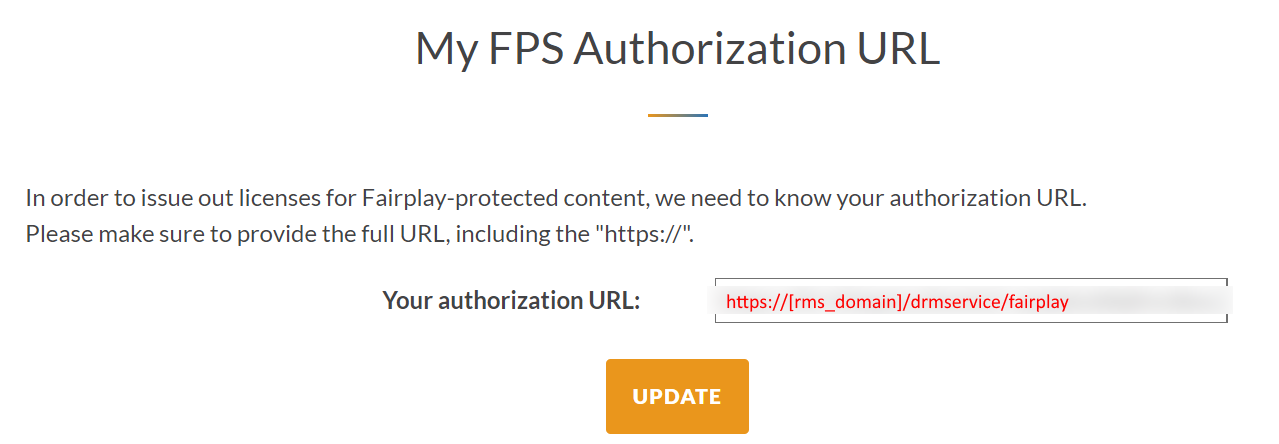 My FPS Authorization URL
In order to issue out licenses for Fairplay-protected content, we need to know your authorization URL.
Please make sure to provide the full URL, including the "https://".
Your authorization URL: https://[rms_domain]/drmservice/fairplay
UPDATE